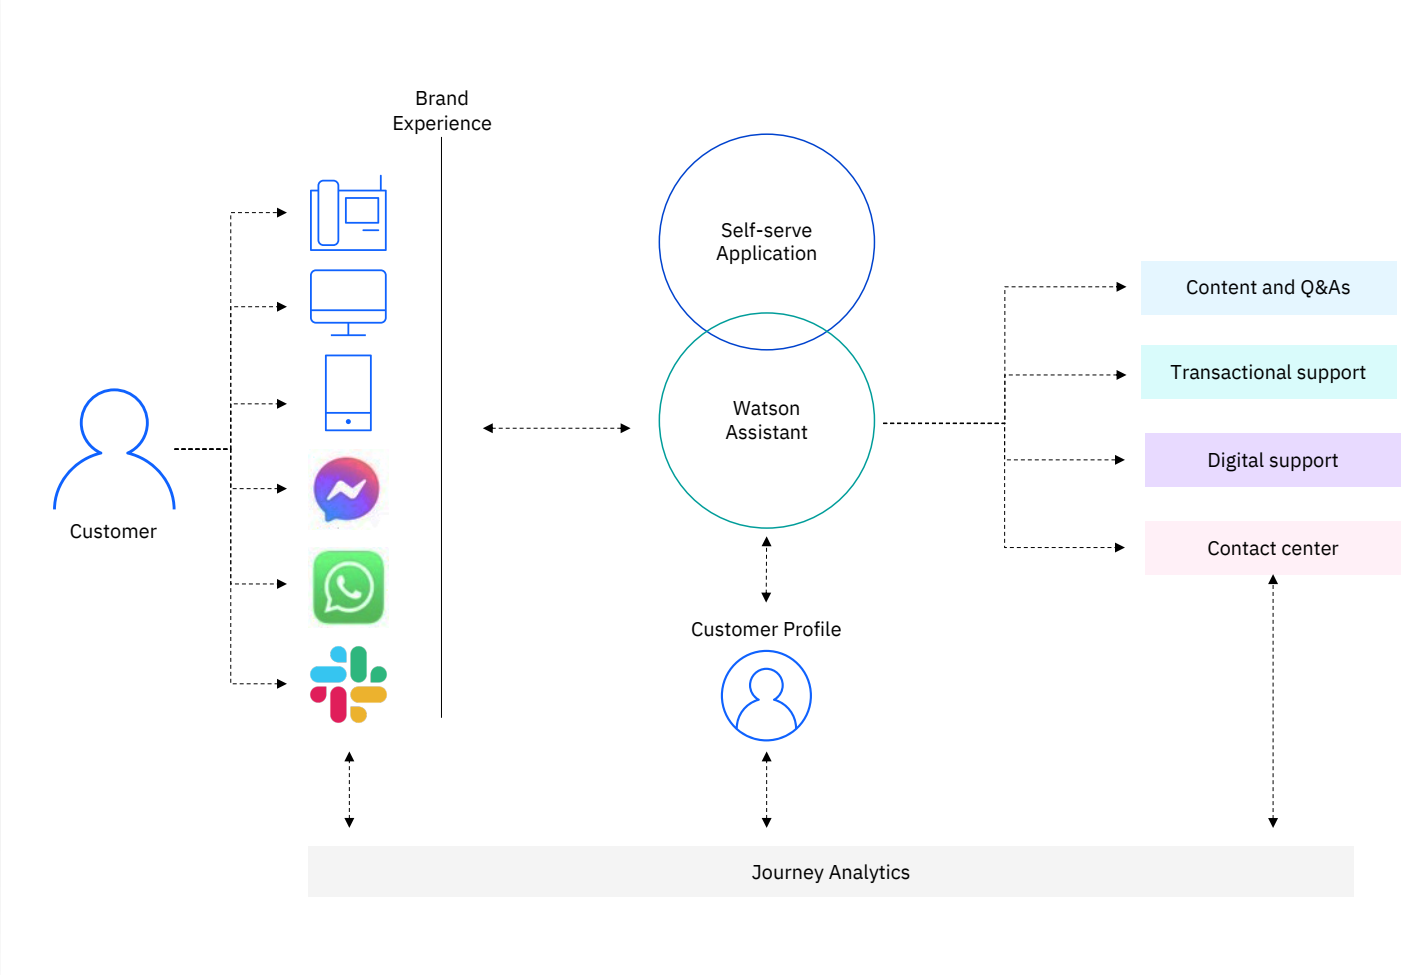 Brand
Experience
Self-serve
Application
Content and Q&As
Transactional support
Watson
Assistant
Digital support
Customer
Contact center
Customer Profile
Journey Analytics